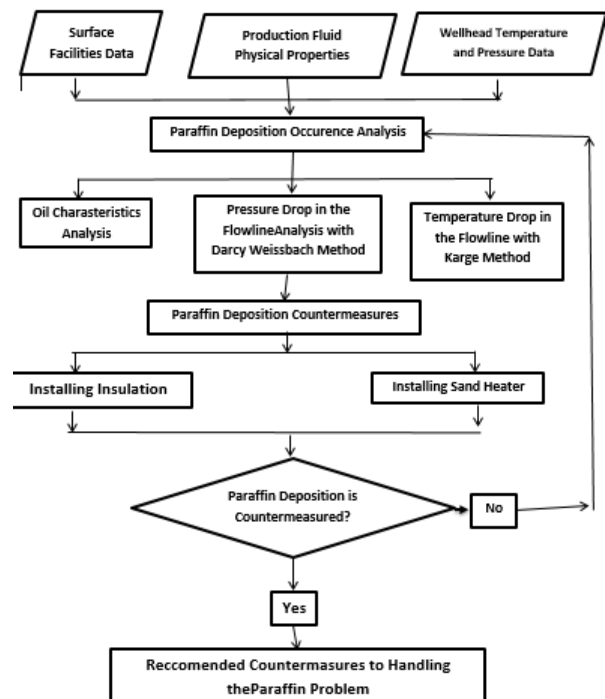 Surface
Facilities Data
Production Fluid
Physical Properties
Wellhead Temperature
and Pressure Data
Paraffin Deposition Occurence Analysis
Oil Charasteristics
Analysis
Pressure Drop in the
FlowlineAnalysis with
Darcy Weissbach Method
Temperature Drop in
the Flowline with
Karge Method
Paraffin Deposition Countermeasures
Installing Insulation
Installing Sand Heater
Paraffin Deposition is
Countermeasured?
No
Yes
Reccomended Countermasures to Handling
theParaffin Problem